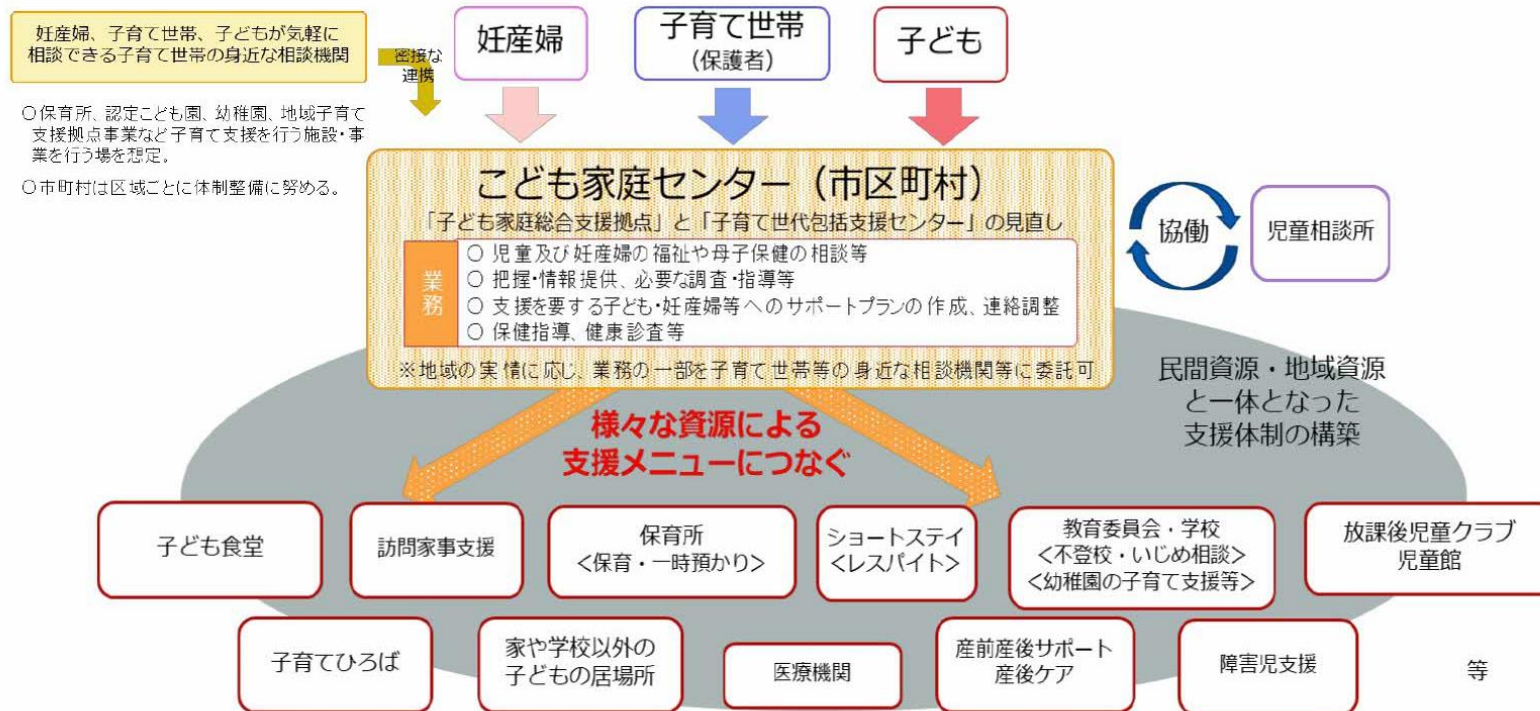 妊産婦、子育て世帯、子どもが気軽に
相談できる子育て世帯の身近な相談機関
密接な
連携
妊産婦
子育て世帯
（保護者）
子ども
○保育所、認定こども園、幼稚園、地域子育て
支援拠点事業など子育て支援を行う施設・事
業を行う場を想定。
○市町村は区域ごとに体制整備に努める。
こども家庭センター（市区町村）
「子ども家庭総合支援拠点」と「子育て世代包括支援センター」の見直し
業務
○ 児童及び妊産婦の福祉や母子保健の相談等
○ 把握・情報提供、必要な調査・指導等
○ 支援を要する子ども・妊産婦等へのサポートプランの作成、連絡調整
○ 保健指導、健康診査等
※地域の実情に応じ、業務の一部を子育て世帯等の身近な相談機関等に委託可
協働
児童相談所
民間資源・地域資源
と一体となった
支援体制の構築
様々な資源による
支援メニューにつなぐ
子ども食堂
訪問家事支援
保育所
＜保育・一時預かり＞
ショートステイ
＜レスパイト＞
教育委員会・学校
＜不登校・いじめ相談＞
＜幼稚園の子育て支援等＞
放課後児童クラブ
児童館
子育てひろば
家や学校以外の
子どもの居場所
医療機関
産前産後サポート
産後ケア
障害児支援
等